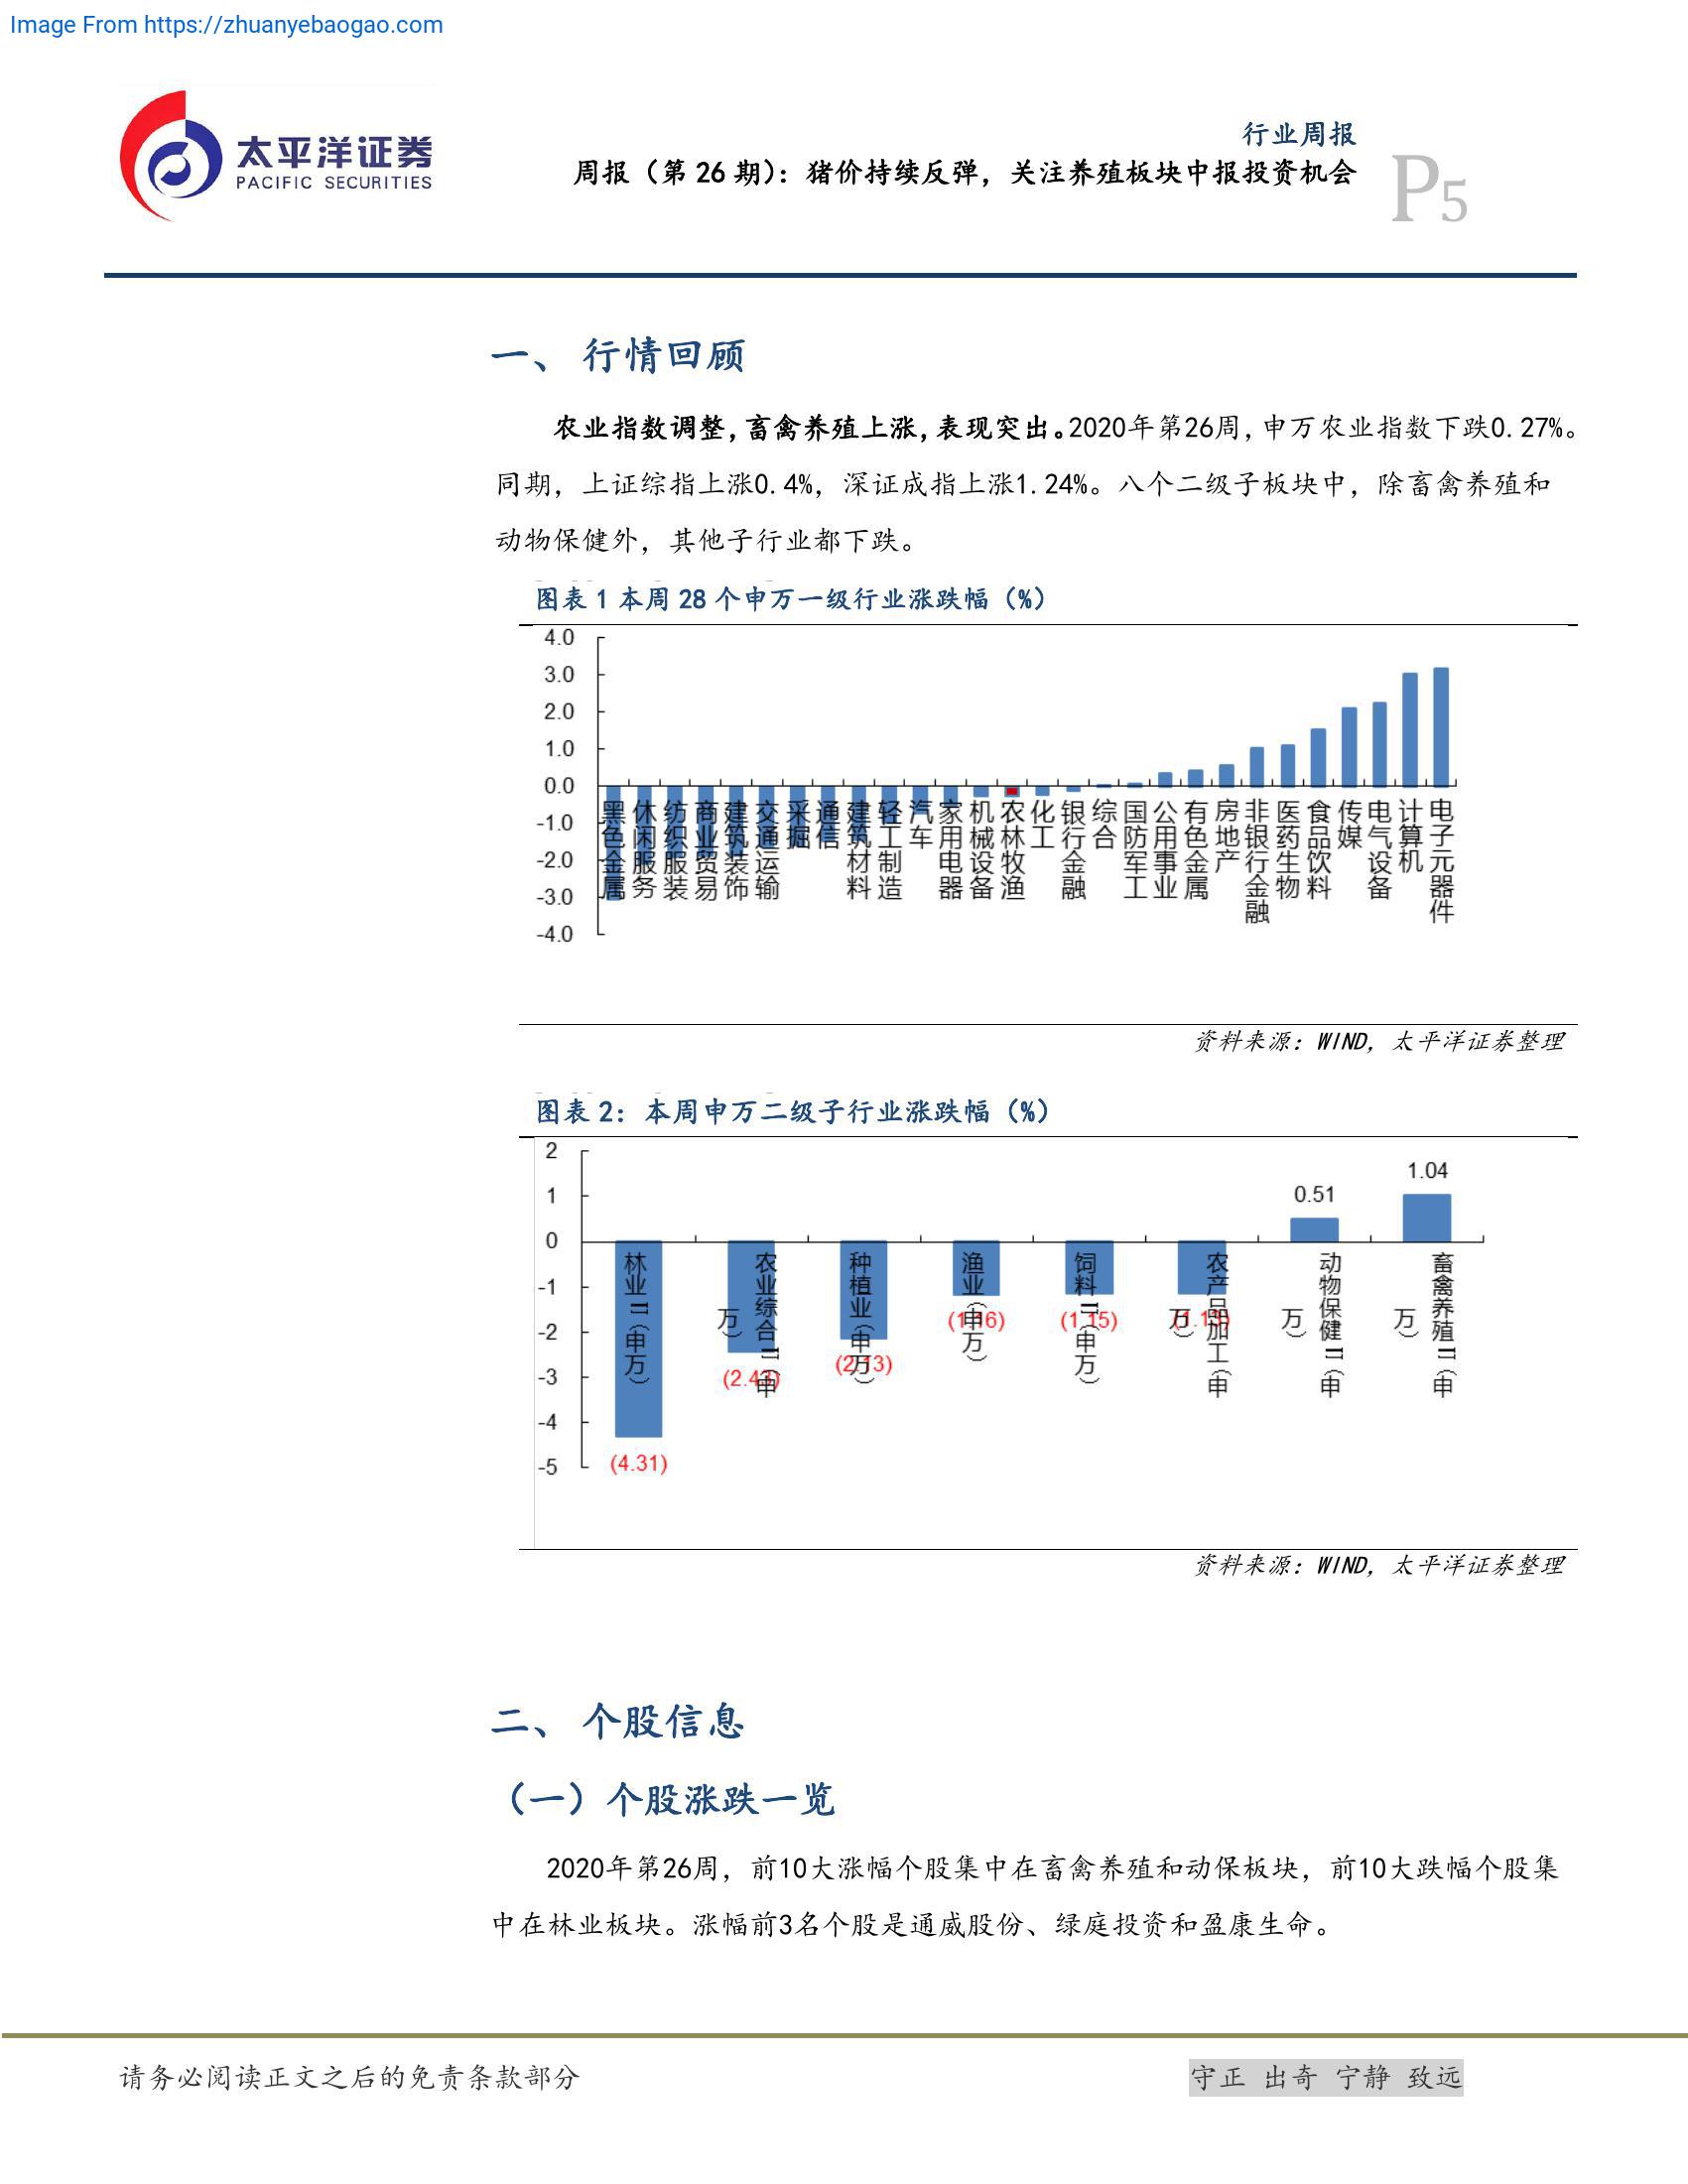 Image From https://zhuanyebaogao.com
太平洋证券
PACIFIC SECURITIES
行业周报
周报（第 26 期）：猪价持续反弹，关注养殖板块中报投资机会
P5
一、 行情回顾
农业指数调整，畜禽养殖上涨，表现突出。2020年第26周，申万农业指数下跌0.27%。
同期，上证综指上涨0.4%，深证成指上涨1.24%。八个二级子板块中，除畜禽养殖和
动物保健外，其他子行业都下跌。
图表 1 本周 28 个申万一级行业涨跌幅（%）
4.0
3.0
2.0
1.0
0.0
-1.0
-2.0
-3.0
-4.0
黑色金属
休闲服务
纺织服装
商业贸易
建筑装饰
交通运输
采掘
通信
建筑材料
轻工制造
汽车
家用电器
机械设备
农林牧渔
化工
银行金融
综合
国防军工
公用事业
有色金属
房地产
非银行金融
医药生物
食品饮料
传媒
电气设备
计算机
电子元器件
资料来源：WIND，太平洋证券整理
图表 2：本周申万二级子行业涨跌幅（%）
2
1
0
-1
-2
-3
-4
-5
林业II（申万）
农业综合II（申万）
种植业（申万）
渔业（申万）
饲料II（申万）
农产品加工（申万）
动物保健II（申万）
畜禽养殖II（申万）
(4.31)
(2.43)
(2.13)
(1.16)
(1.15)
(1.13)
0.51
1.04
资料来源：WIND，太平洋证券整理
二、 个股信息
（一）个股涨跌一览
2020年第26周，前10大涨幅个股集中在畜禽养殖和动保板块，前10大跌幅个股集
中在林业板块。涨幅前3名个股是通威股份、绿庭投资和盈康生命。
请务必阅读正文之后的免责条款部分
守正 出奇 宁静 致远